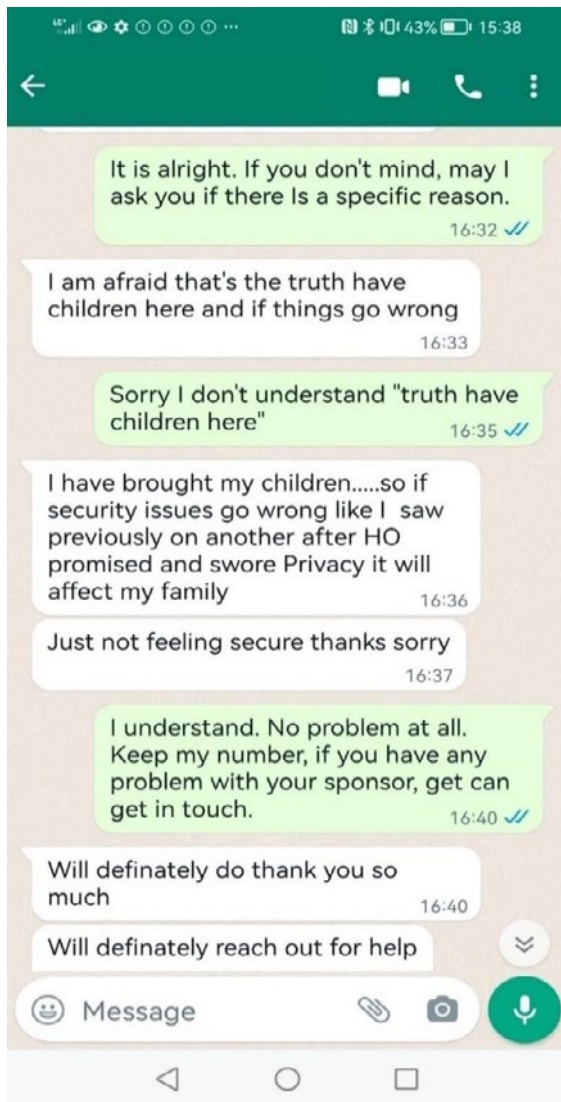 43% 15:38
It is alright. If you don't mind, may I
ask you if there Is a specific reason.
16:32
I am afraid that's the truth have
children here and if things go wrong
16:33
Sorry I don't understand "truth have
children here"
16:35
I have brought my children.....so if
security issues go wrong like I saw
previously on another after HO
promised and swore Privacy it will
affect my family
16:36
Just not feeling secure thanks sorry
16:37
I understand. No problem at all.
Keep my number, if you have any
problem with your sponsor, get can
get in touch.
16:40
Will definately do thank you so
much
16:40
Will definately reach out for help
Message